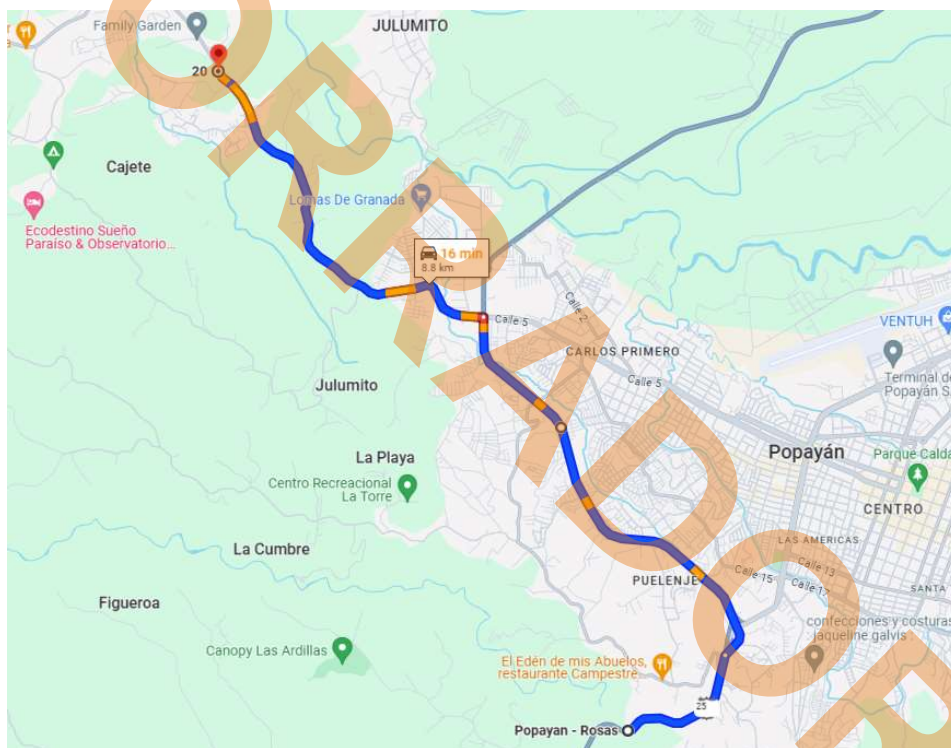 Family Garden
JULUMITO
20
Cajete
Lomas De Granada
Ecodestino Sueño
Paraíso & Observatorio...
16 min
8.8 km
Calle 2
Calle 5
VENTUH
CARLOS PRIMERO
Calle 5
Terminal de
Popayán S
Julumito
La Playa
Popayán
Parque Calda
Centro Recreacional
La Torre
CENTRO
La Cumbre
LAS AMERICAS
Calle 13
Calle 15
Calle 17
PUELENJE
SANTA
Figueroa
confecciones y costuras
jaqueline galvis
Canopy Las Ardillas
El Edén de mis Abuelos,
restaurante Campestre...
25
Popayan - Rosas